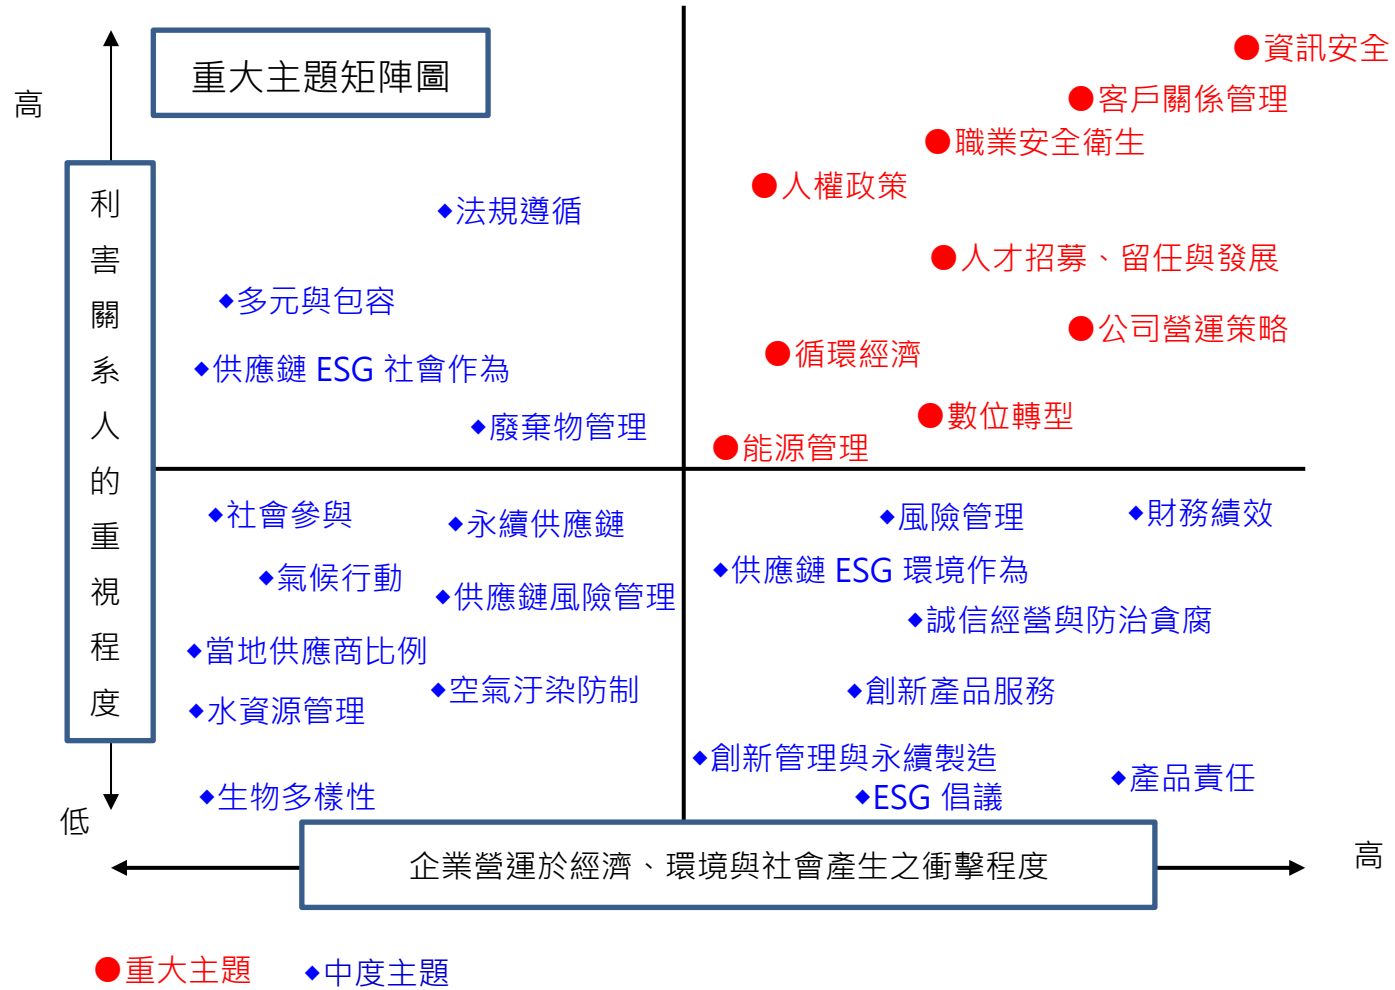 重大主題矩陣圖
高
利害關系人的重視程度
低
資訊安全
客戶關係管理
職業安全衛生
人權政策
法規遵循
人才招募、留任與發展
多元與包容
公司營運策略
循環經濟
供應鏈 ESG 社會作為
數位轉型
廢棄物管理
能源管理
社會參與
永續供應鏈
風險管理
財務績效
氣候行動
供應鏈風險管理
供應鏈 ESG 環境作為
誠信經營與防治貪腐
當地供應商比例
空氣汙染防制
創新產品服務
水資源管理
創新管理與永續製造
產品責任
生物多樣性
ESG 倡議
企業營運於經濟、環境與社會產生之衝擊程度
高
重大主題
中度主題